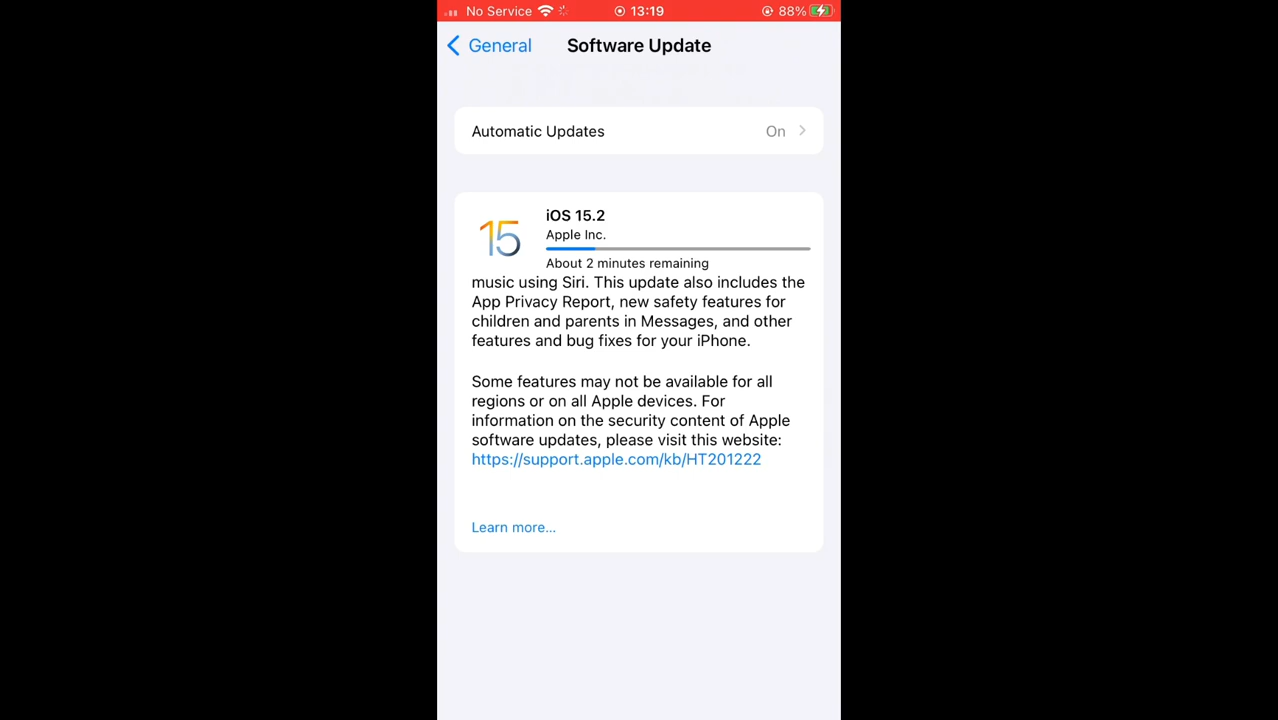 No Service 13:19 88%
General Software Update
Automatic Updates On
iOS 15.2
15
Apple Inc.
About 2 minutes remaining
music using Siri. This update also includes the
App Privacy Report, new safety features for
children and parents in Messages, and other
features and bug fixes for your iPhone.
Some features may not be available for all
regions or on all Apple devices. For
information on the security content of Apple
software updates, please visit this website:
https://support.apple.com/kb/HT201222
Learn more...